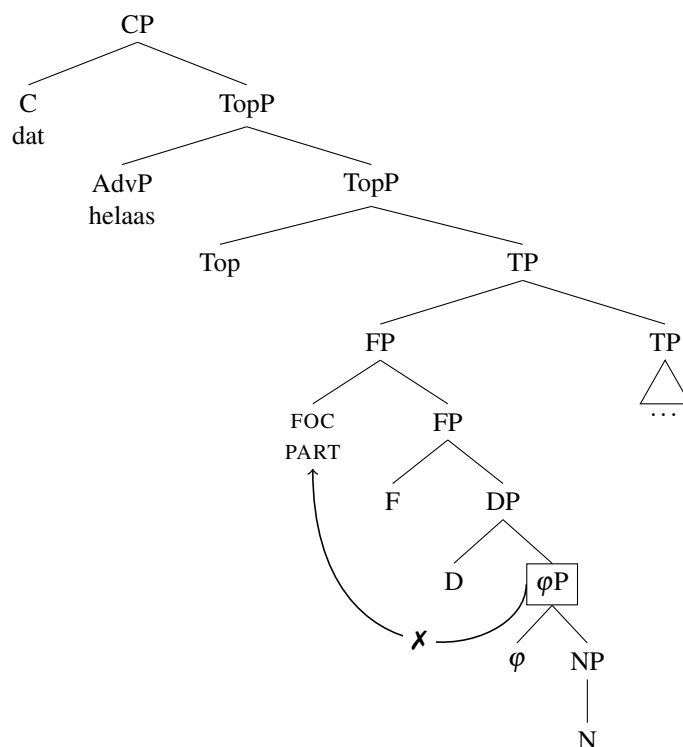 CP
C TopP
dat
AdvP TopP
helaas
Top TP
FP TP
FOC FP ...
PART
F DP
D φP
✗
φ NP
N